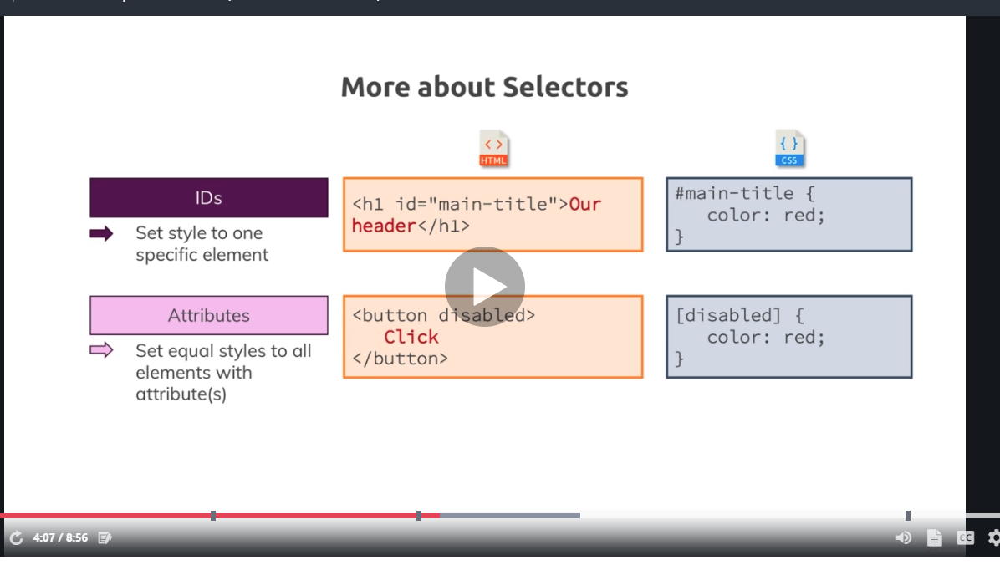 More about Selectors
HTML
CSS
IDs
Set style to one
specific element
<h1 id="main-title">Our
header</h1>
#main-title {
color: red;
}
Attributes
Set equal styles to all
elements with
attribute(s)
<button disabled>
Click
</button>
[disabled] {
color: red;
}
4:07 / 8:56
CC